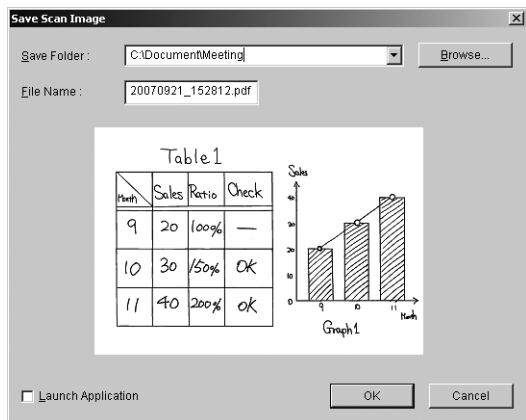 Save Scan Image
Save Folder :
C:\Document\Meeting
Browse...
File Name :
20070921_152812.pdf
Table 1
Month Sales Ratio Check
9 20 100% —
10 30 150% OK
11 40 200% OK
Sales
40
30
20
10
0
9 10 11
Month
Graph1
Launch Application
OK
Cancel